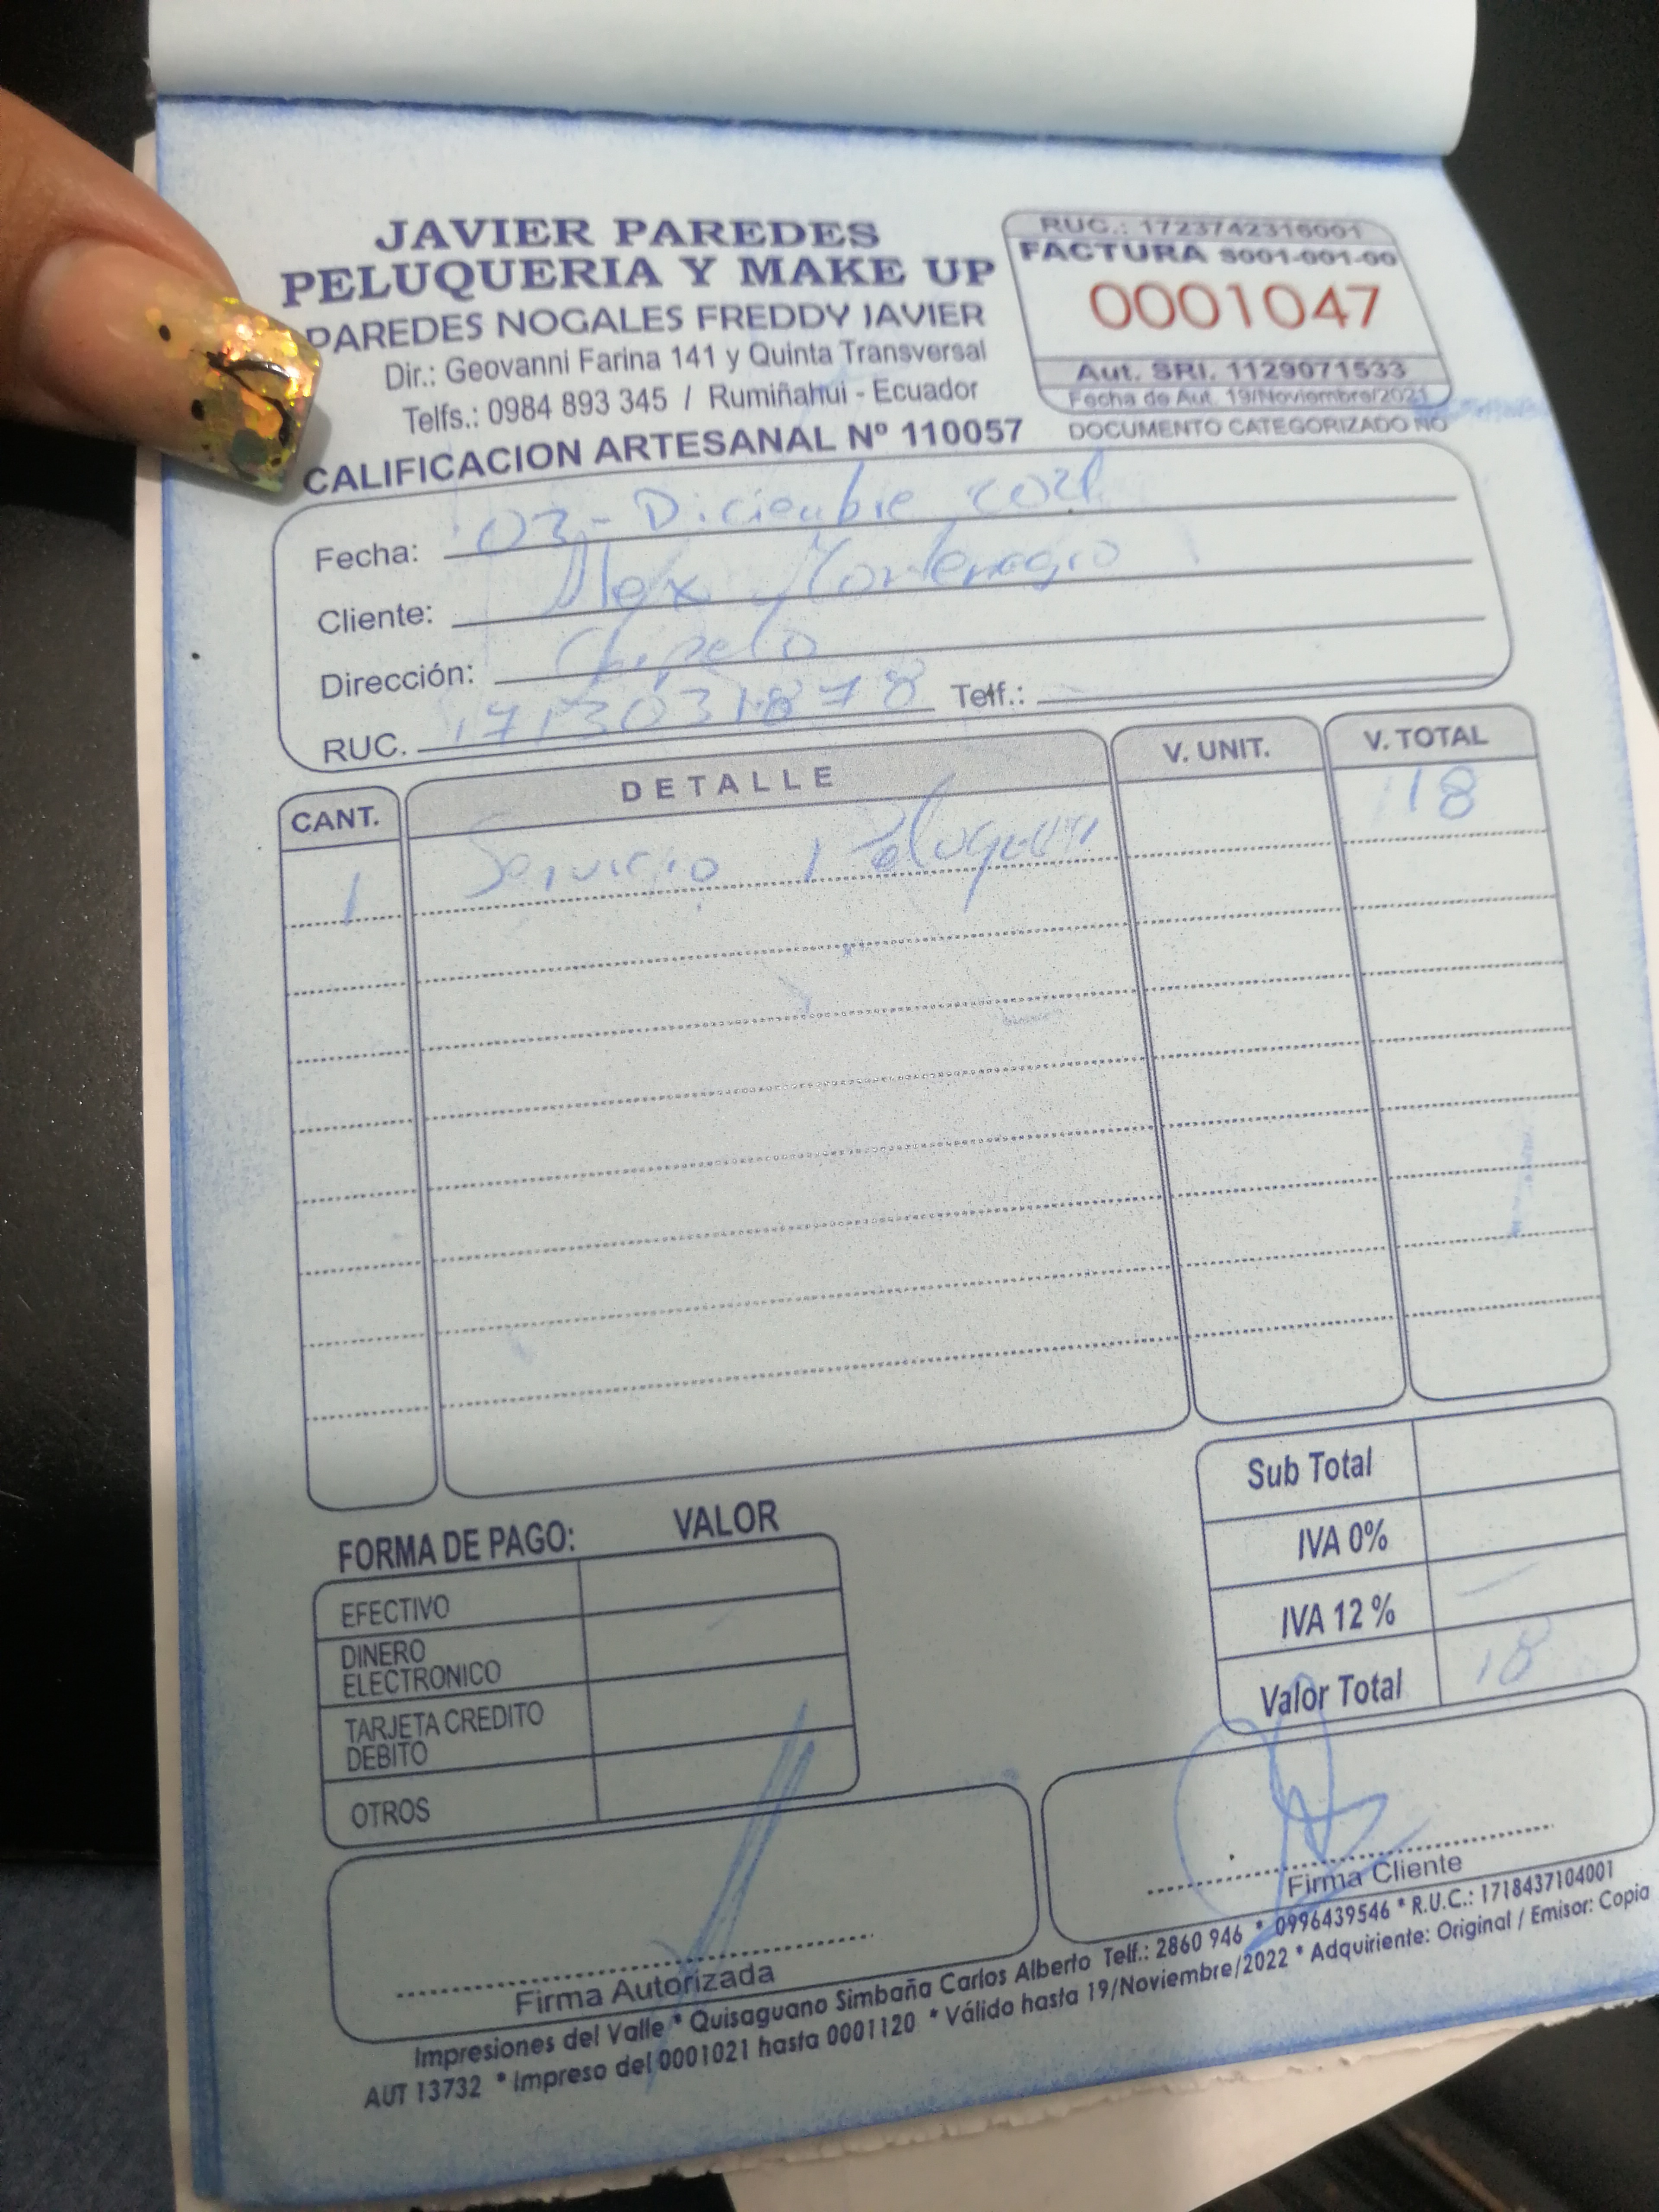 JAVIER PAREDES
PELUQUERIA Y MAKE UP
PAREDES NOGALES FREDDY JAVIER
Dir.: Geovanni Farina 141 y Quinta Transversal
Telfs.: 0984 893 345 / Rumiñahui - Ecuador
CALIFICACION ARTESANAL Nº 110057
RUC.: 1723742316001
FACTURA S001-001-00
0001047
Aut. SRI. 1129071533
Fecha de Aut. 19/Noviembre/2021
DOCUMENTO CATEGORIZADO NO
Fecha: 03 - Diciembre 2021
Cliente: Alex Montenegro
Dirección:
RUC. 1713031878 Telf.:
CANT. DETALLE V. UNIT. V. TOTAL
1 Servicio Peluqueria 18
Sub Total
IVA 0%
IVA 12 % —
Valor Total 18
FORMA DE PAGO: VALOR
EFECTIVO
DINERO
ELECTRONICO
TARJETA CREDITO
DEBITO
OTROS
Firma Autorizada
Firma Cliente
Impresiones del Valle * Quisaguano Simbaña Carlos Alberto Telf.: 2860 946 * 0996439546 * R.U.C.: 1718437104001
AUT 13732 * Impreso del 0001021 hasta 0001120 * Válido hasta 19/Noviembre/2022 * Adquiriente: Original / Emisor: Copia